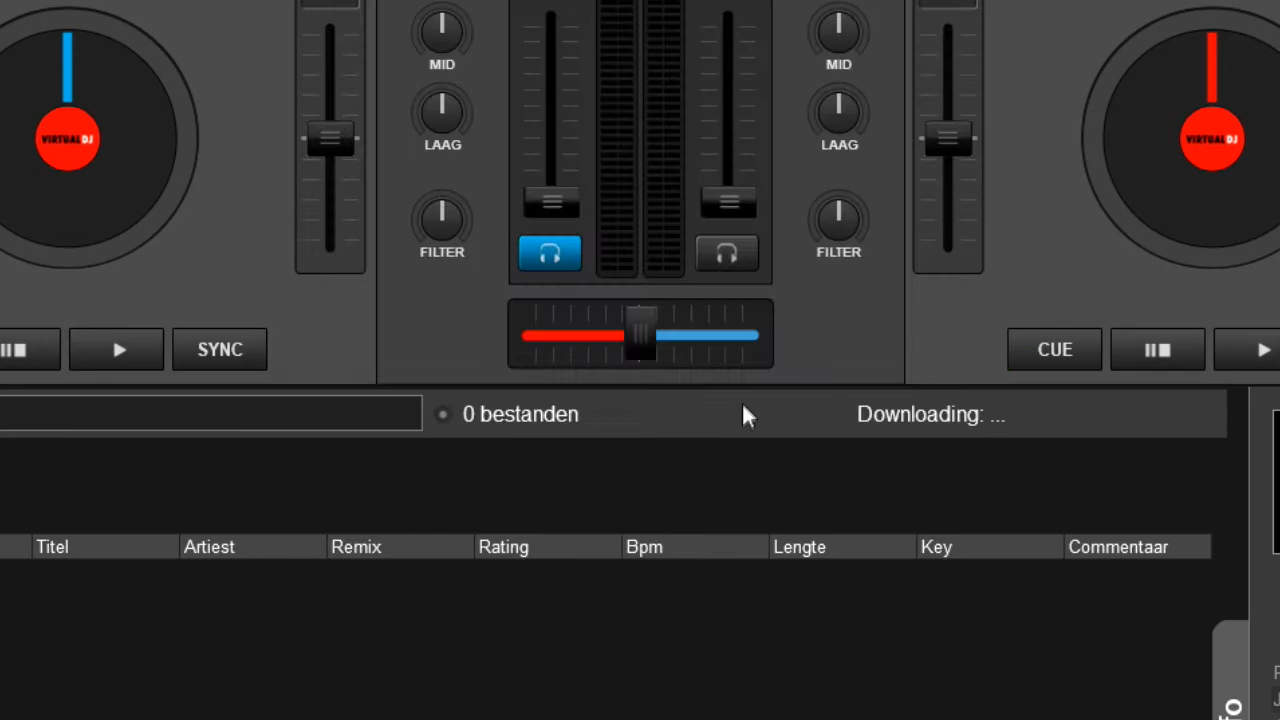 MID
MID
VIRTUAL DJ
VIRTUAL DJ
LAAG
LAAG
FILTER
FILTER
SYNC
CUE
0 bestanden
Downloading: ...
Titel Artiest Remix Rating Bpm Lengte Key Commentaar